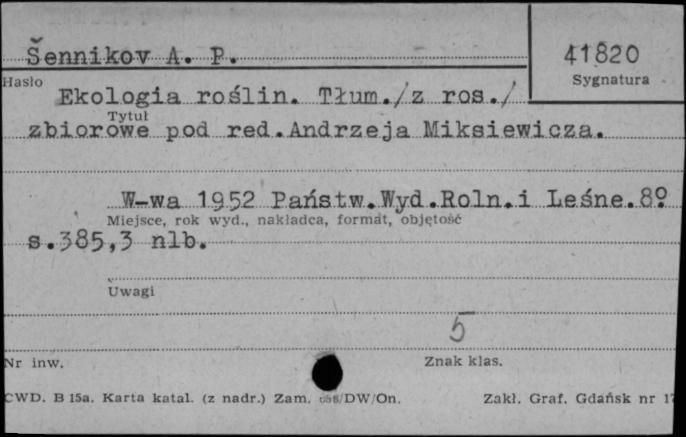 Šennikov A. P.
41820
Hasło
Sygnatura
Ekologia roślin. Tłum./z ros./
Tytuł
zbiorowe pod red.Andrzeja Miksiewicza.
W-wa 1952 Państw.Wyd.Roln.i Leśne.8º
Miejsce, rok wyd., nakładca, format, objętość
s.385,3 nlb.
Uwagi
5
Nr inw.
Znak klas.
CWD. B 15a. Karta katal. (z nadr.) Zam. /DW/On.
Zakł. Graf. Gdańsk nr